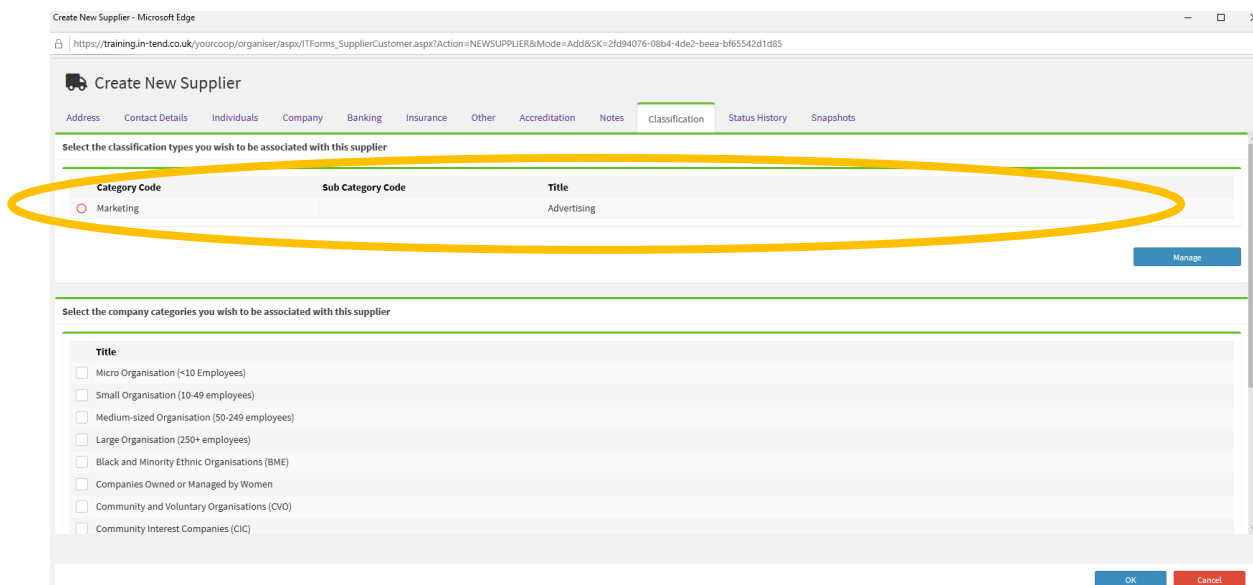 Create New Supplier - Microsoft Edge
https://training.in-tend.co.uk/yourcoop/organiser/aspx/ITForms_SupplierCustomer.aspx?Action=NEWSUPPLIER&Mode=Add&SK=2fd94076-08b4-4de2-beea-bf65542d1d85
Create New Supplier
Address Contact Details Individuals Company Banking Insurance Other Accreditation Notes Classification Status History Snapshots
Select the classification types you wish to be associated with this supplier
Category Code Sub Category Code Title
Marketing Advertising
Manage
Select the company categories you wish to be associated with this supplier
Title
Micro Organisation (<10 Employees)
Small Organisation (10-49 employees)
Medium-sized Organisation (50-249 employees)
Large Organisation (250+ employees)
Black and Minority Ethnic Organisations (BME)
Companies Owned or Managed by Women
Community and Voluntary Organisations (CVO)
Community Interest Companies (CIC)
OK Cancel